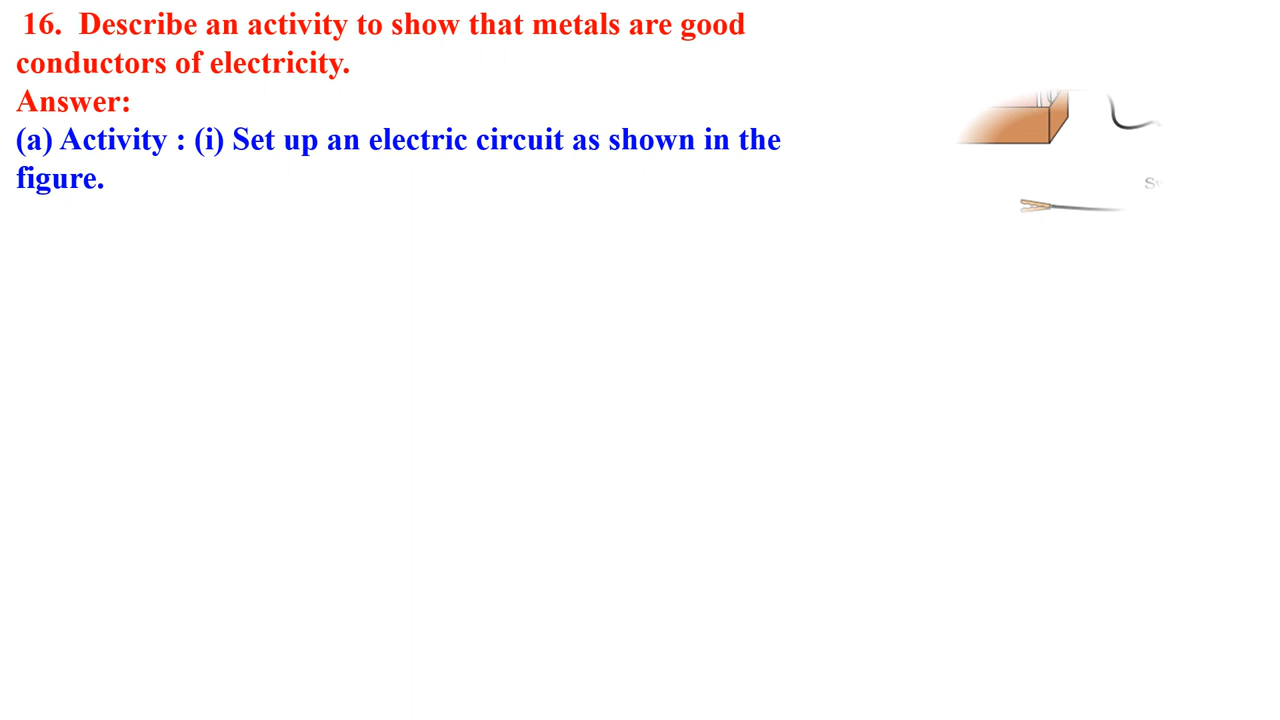 16. Describe an activity to show that metals are good
conductors of electricity.
Answer:
(a) Activity : (i) Set up an electric circuit as shown in the
figure.